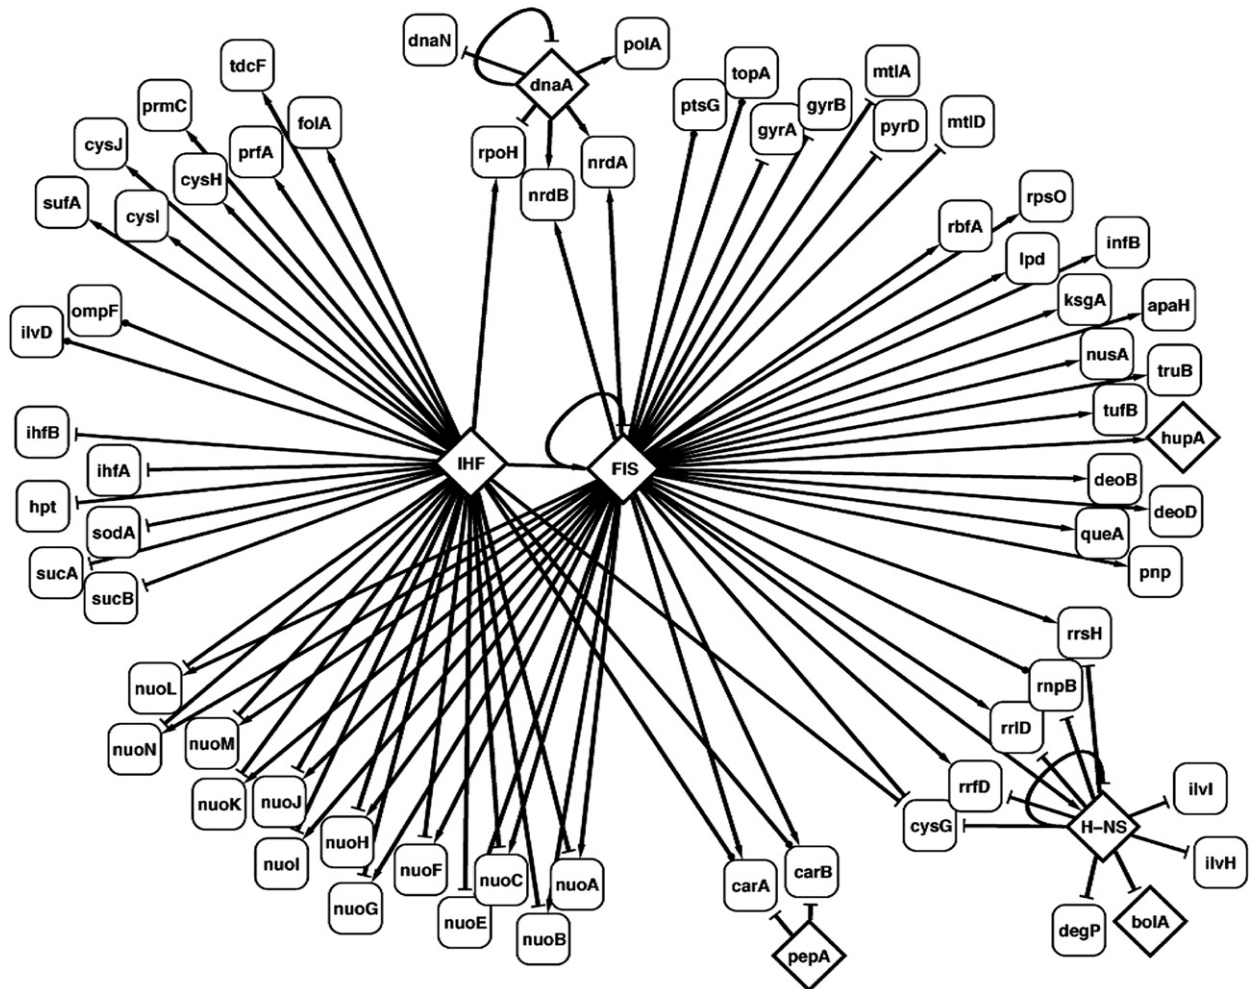 dnaN
polA
tdcF
dnaA
topA
mtlA
prmC
folA
ptsG
gyrB
mtlD
cysJ
prfA
gyrA
pyrD
rpoH
nrdA
cysH
nrdB
sufA
cysI
rpsO
rbfA
infB
lpd
ksgA
apaH
ompF
ilvD
nusA
truB
tufB
hupA
ihfB
ihfA
IHF
FIS
deoB
hpt
deoD
sodA
queA
sucA
sucB
pnp
rrsH
nuoL
rnpB
nuoN
nuoM
rrlD
nuoK
nuoJ
rrfD
ilvI
cysG
H–NS
nuoH
nuoI
nuoF
nuoC
nuoA
carA
carB
ilvH
nuoG
nuoE
nuoB
degP
bolA
pepA